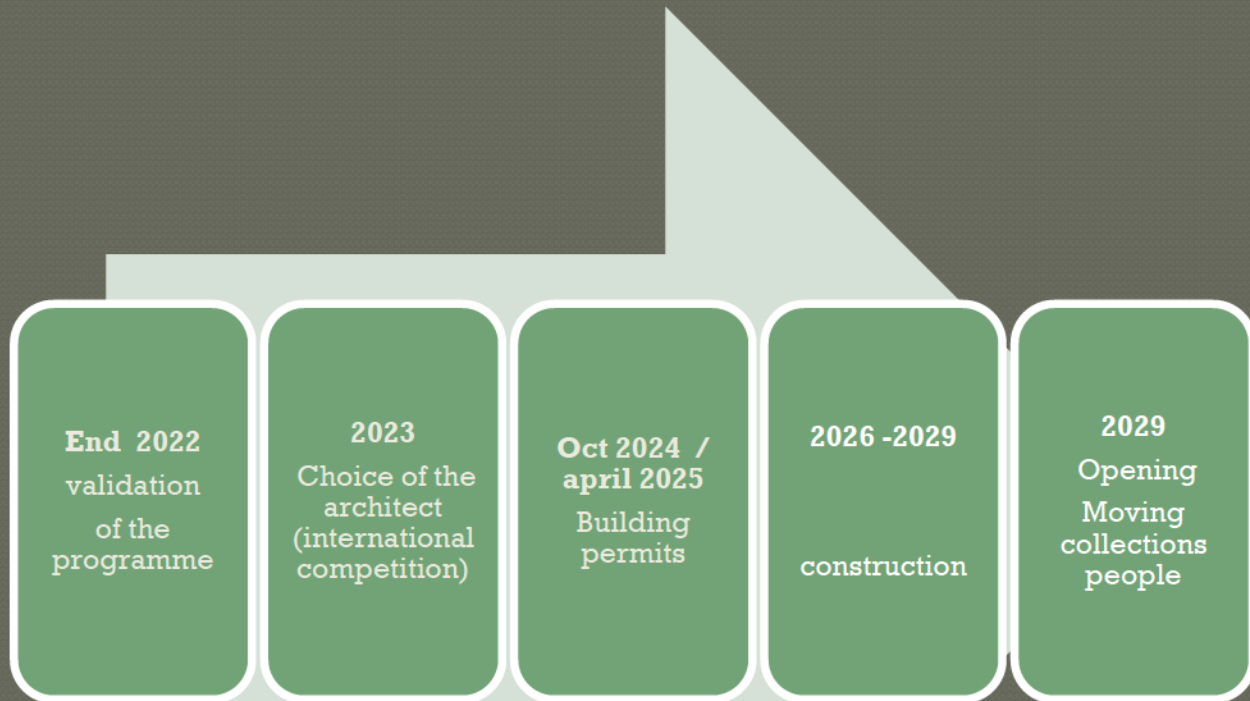 End  2022
validation
of the
programme
2023
Choice of the
architect
(international
competition)
Oct 2024  /
april 2025
Building
permits
2026 -2029
construction
2029
Opening
Moving
collections
people